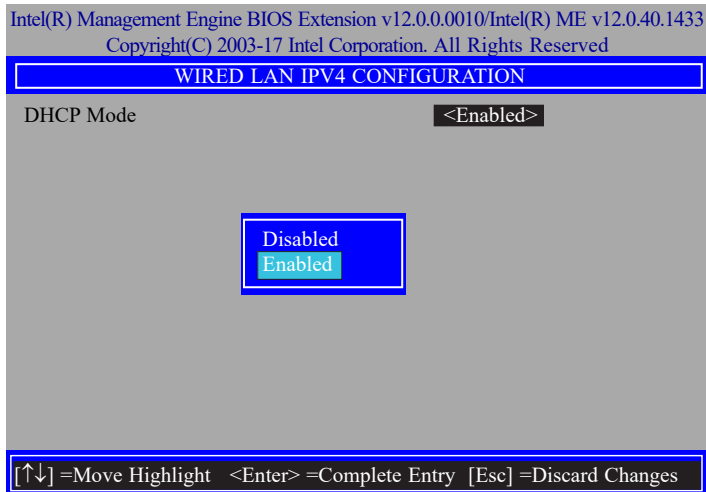 Intel(R) Management Engine BIOS Extension v12.0.0.0010/Intel(R) ME v12.0.40.1433
Copyright(C) 2003-17 Intel Corporation. All Rights Reserved
WIRED LAN IPV4 CONFIGURATION
DHCP Mode <Enabled>
Disabled
Enabled
[↑↓] =Move Highlight <Enter> =Complete Entry [Esc] =Discard Changes